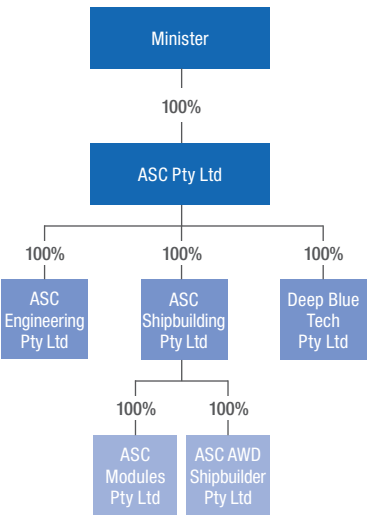 Minister
100%
ASC Pty Ltd
100%
100%
100%
ASC
Engineering
Pty Ltd
ASC
Shipbuilding
Pty Ltd
Deep Blue
Tech
Pty Ltd
100%
100%
ASC
Modules
Pty Ltd
ASC AWD
Shipbuilder
Pty Ltd